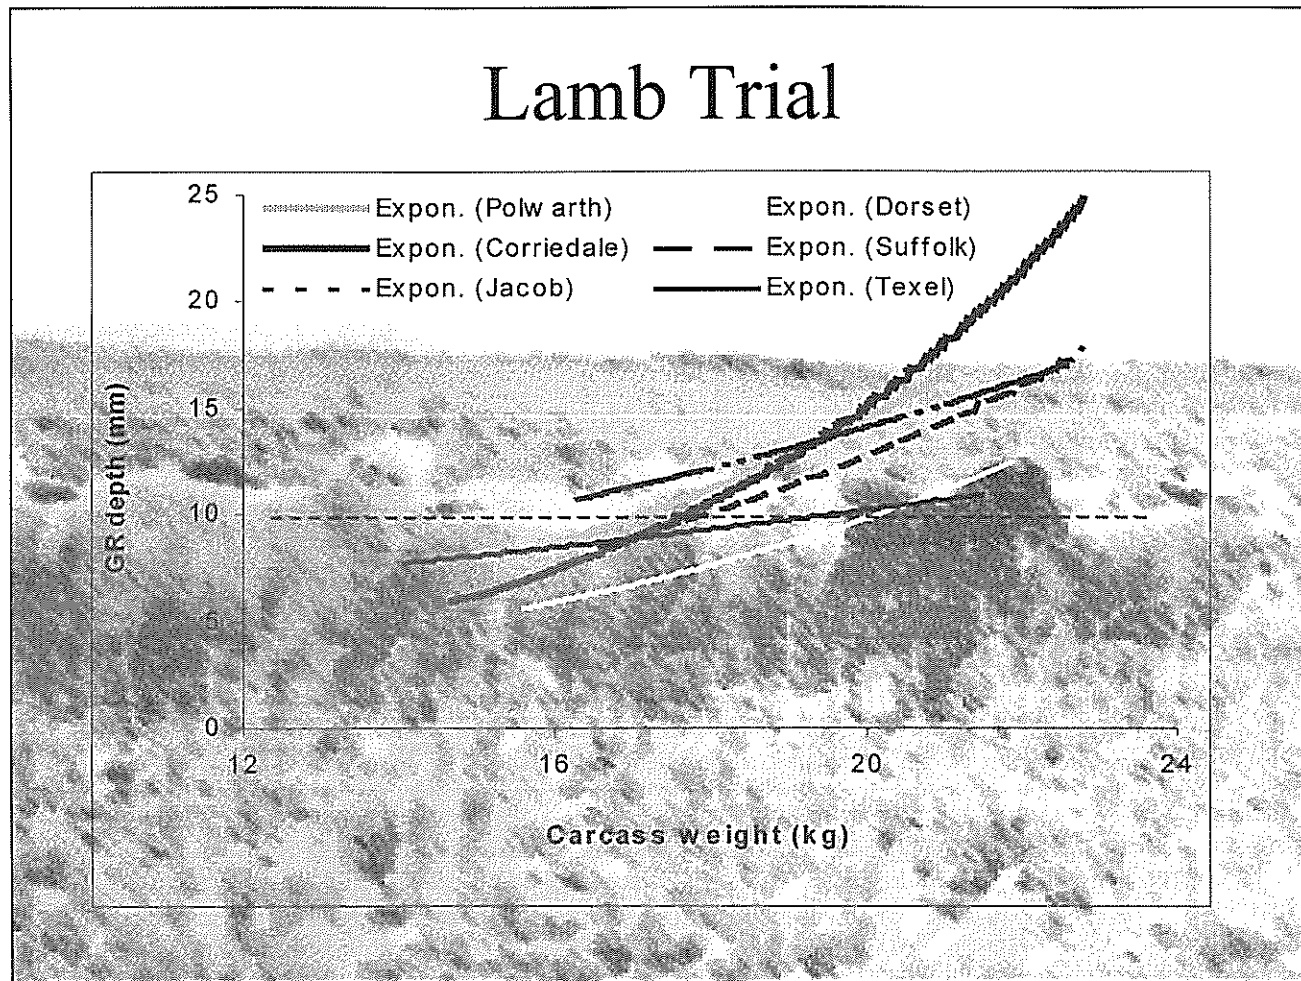 Lamb Trial
25
20
15
10
5
0
GR depth (mm)
Expon. (Polw arth)
Expon. (Dorset)
Expon. (Corriedale)
Expon. (Suffolk)
Expon. (Jacob)
Expon. (Texel)
12
16
20
24
Carcass weight (kg)